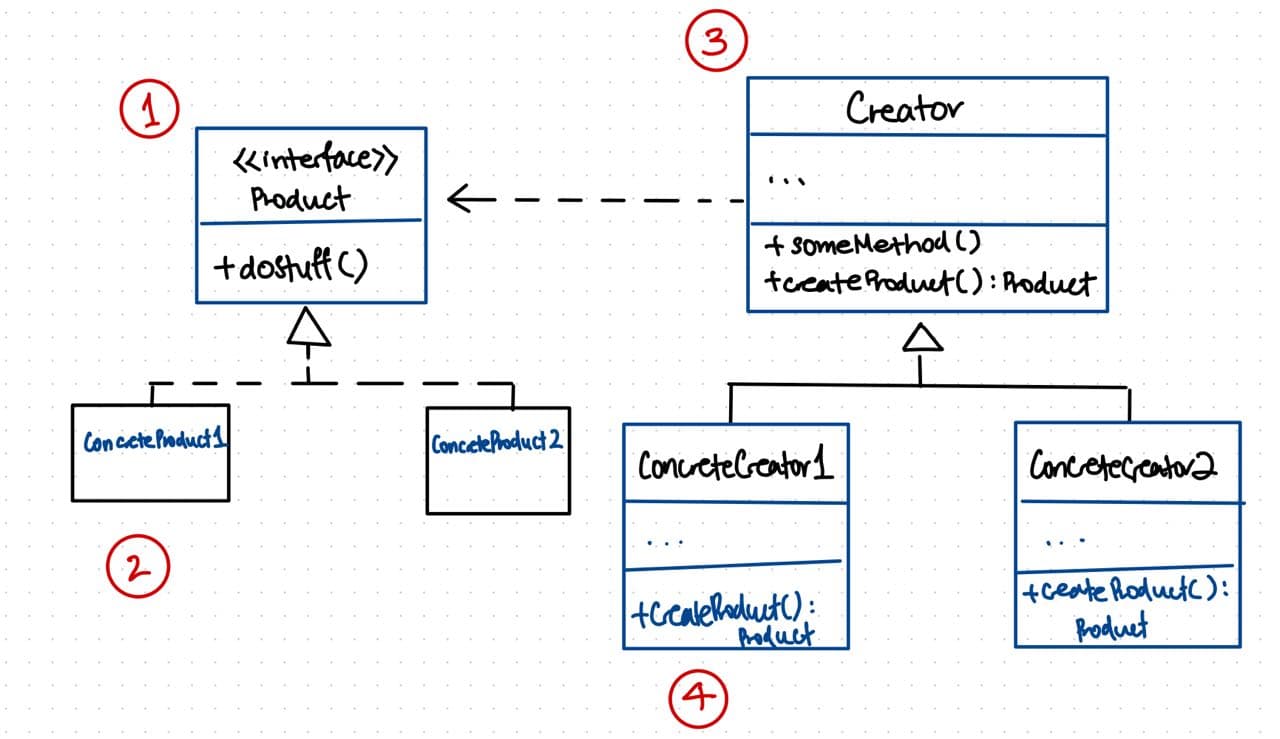 3
Creator
...
+someMethod()
+createProduct():Product
1
<<interface>>
Product
+dostuff()
ConcreteProduct1
2
ConcreteProduct2
ConcreteCreator1
...
+CreateProduct():
Product
4
ConcreteCreator2
...
+CreateProduct():
Product